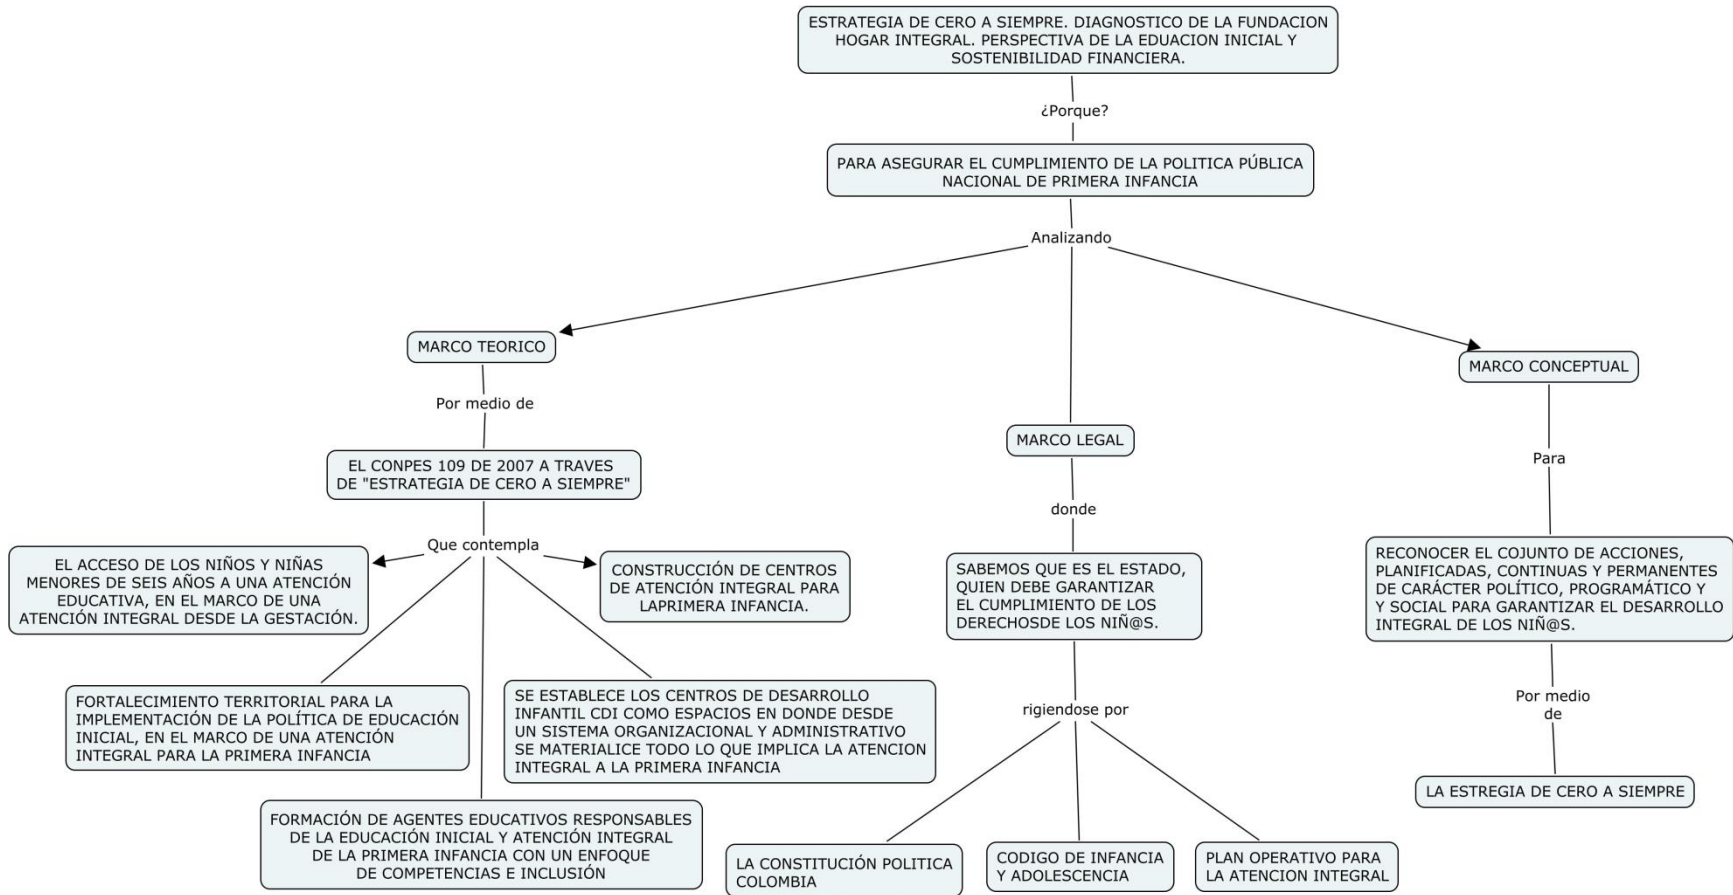 ESTRATEGIA DE CERO A SIEMPRE. DIAGNOSTICO DE LA FUNDACION
HOGAR INTEGRAL. PERSPECTIVA DE LA EDUACION INICIAL Y
SOSTENIBILIDAD FINANCIERA.
¿Porque?
PARA ASEGURAR EL CUMPLIMIENTO DE LA POLITICA PÚBLICA
NACIONAL DE PRIMERA INFANCIA
Analizando
MARCO TEORICO
Por medio de
EL CONPES 109 DE 2007 A TRAVES
DE "ESTRATEGIA DE CERO A SIEMPRE"
Que contempla
EL ACCESO DE LOS NIÑOS Y NIÑAS
MENORES DE SEIS AÑOS A UNA ATENCIÓN
EDUCATIVA, EN EL MARCO DE UNA
ATENCIÓN INTEGRAL DESDE LA GESTACIÓN.
CONSTRUCCIÓN DE CENTROS
DE ATENCIÓN INTEGRAL PARA
LAPRIMERA INFANCIA.
FORTALECIMIENTO TERRITORIAL PARA LA
IMPLEMENTACIÓN DE LA POLÍTICA DE EDUCACIÓN
INICIAL, EN EL MARCO DE UNA ATENCIÓN
INTEGRAL PARA LA PRIMERA INFANCIA
SE ESTABLECE LOS CENTROS DE DESARROLLO
INFANTIL CDI COMO ESPACIOS EN DONDE DESDE
UN SISTEMA ORGANIZACIONAL Y ADMINISTRATIVO
SE MATERIALICE TODO LO QUE IMPLICA LA ATENCION
INTEGRAL A LA PRIMERA INFANCIA
FORMACIÓN DE AGENTES EDUCATIVOS RESPONSABLES
DE LA EDUCACIÓN INICIAL Y ATENCIÓN INTEGRAL
DE LA PRIMERA INFANCIA CON UN ENFOQUE
DE COMPETENCIAS E INCLUSIÓN
MARCO LEGAL
donde
SABEMOS QUE ES EL ESTADO,
QUIEN DEBE GARANTIZAR
EL CUMPLIMIENTO DE LOS
DERECHOSDE LOS NIÑ@S.
rigiendose por
LA CONSTITUCIÓN POLITICA
COLOMBIA
CODIGO DE INFANCIA
Y ADOLESCENCIA
PLAN OPERATIVO PARA
LA ATENCION INTEGRAL
MARCO CONCEPTUAL
Para
RECONOCER EL COJUNTO DE ACCIONES,
PLANIFICADAS, CONTINUAS Y PERMANENTES
DE CARÁCTER POLÍTICO, PROGRAMÁTICO Y
Y SOCIAL PARA GARANTIZAR EL DESARROLLO
INTEGRAL DE LOS NIÑ@S.
Por medio
de
LA ESTREGIA DE CERO A SIEMPRE